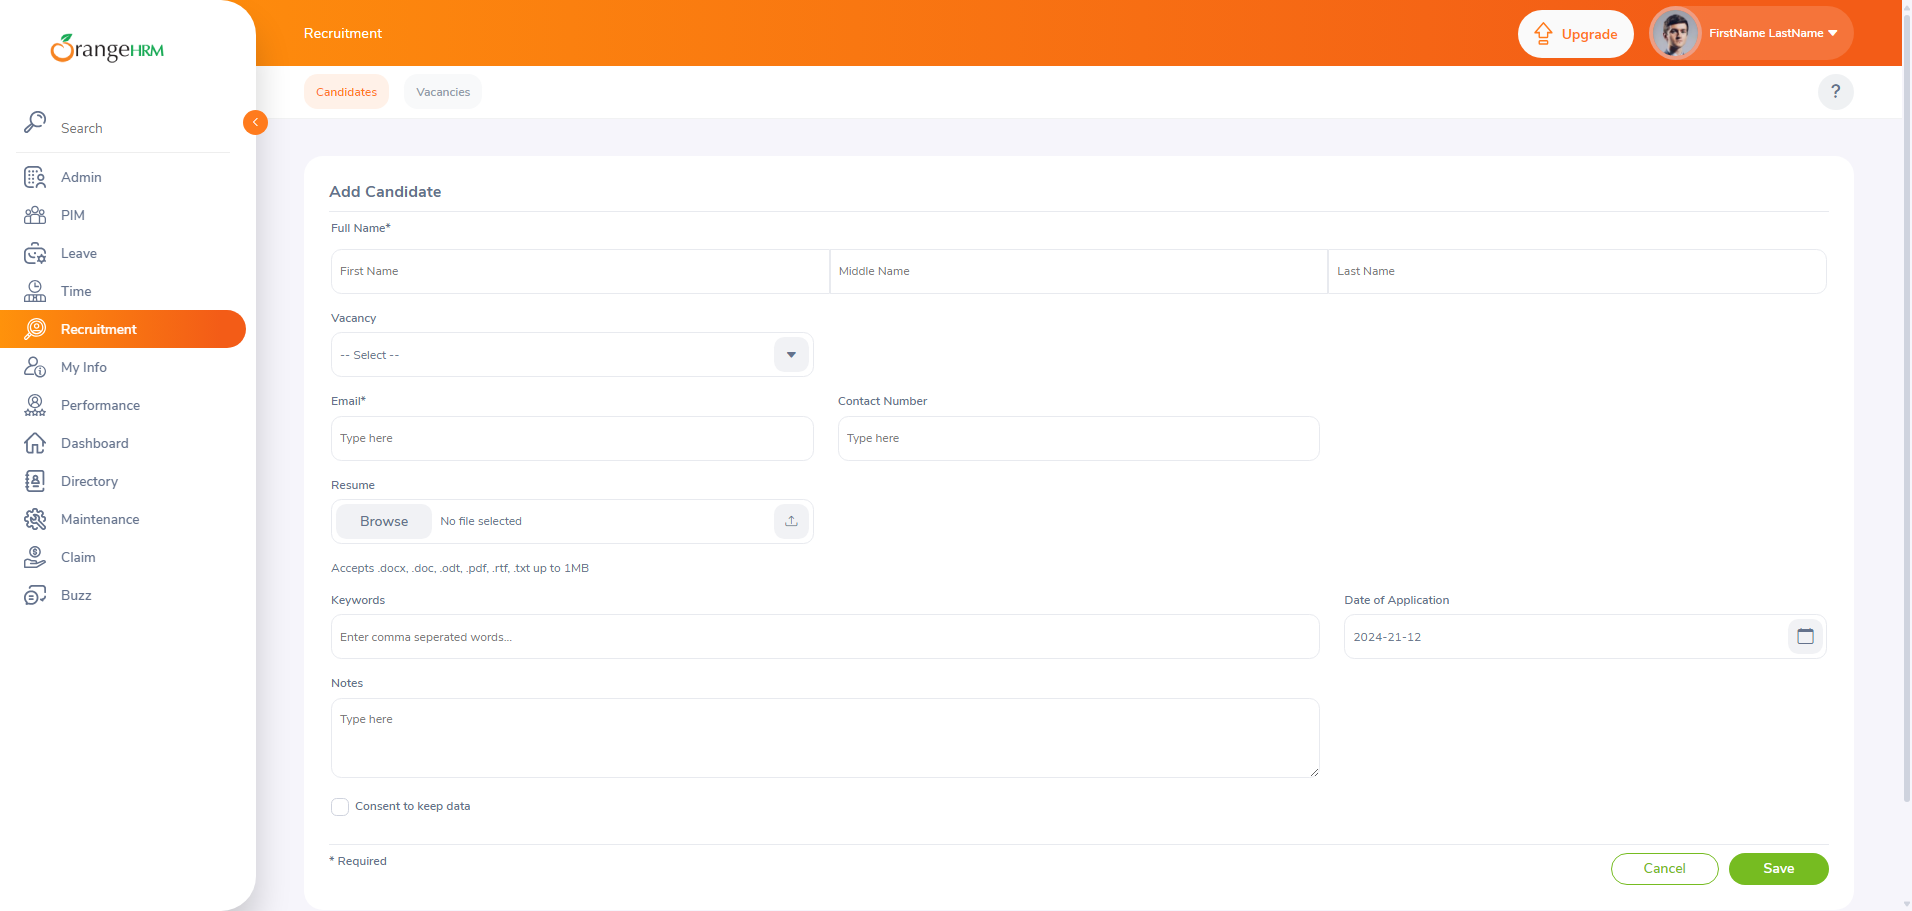 OrangeHRM
Search
Admin
PIM
Leave
Time
Recruitment
My Info
Performance
Dashboard
Directory
Maintenance
Claim
Buzz
Recruitment
Upgrade
FirstName LastName
Candidates
Vacancies
?
Add Candidate
Full Name*
First Name
Middle Name
Last Name
Vacancy
-- Select --
Email*
Contact Number
Type here
Type here
Resume
Browse
No file selected
Accepts .docx, .doc, .odt, .pdf, .rtf, .txt up to 1MB
Keywords
Date of Application
Enter comma seperated words...
2024-21-12
Notes
Type here
Consent to keep data
* Required
Cancel
Save